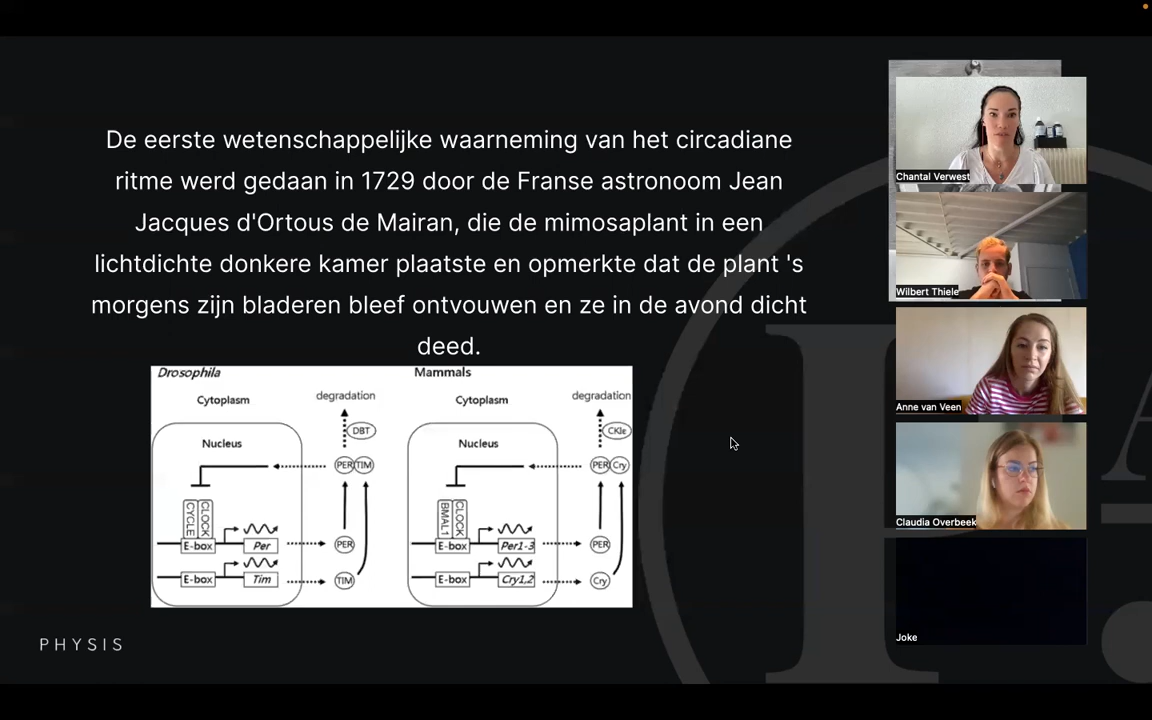 De eerste wetenschappelijke waarneming van het circadiane
ritme werd gedaan in 1729 door de Franse astronoom Jean
Jacques d'Ortous de Mairan, die de mimosaplant in een
lichtdichte donkere kamer plaatste en opmerkte dat de plant 's
morgens zijn bladeren bleef ontvouwen en ze in de avond dicht
deed.
Drosophila
Cytoplasm
degradation
DBT
Nucleus
PER TIM
CYCLE
CLOCK
E-box
Per
PER
E-box
Tim
TIM
Mammals
Cytoplasm
degradation
CKIε
Nucleus
PER Cry
BMAL1
CLOCK
E-box
Per1-3
PER
E-box
Cry1,2
Cry
PHYSIS
Chantal Verwest
Wilbert Thiele
Anne van Veen
Claudia Overbeek
Joke